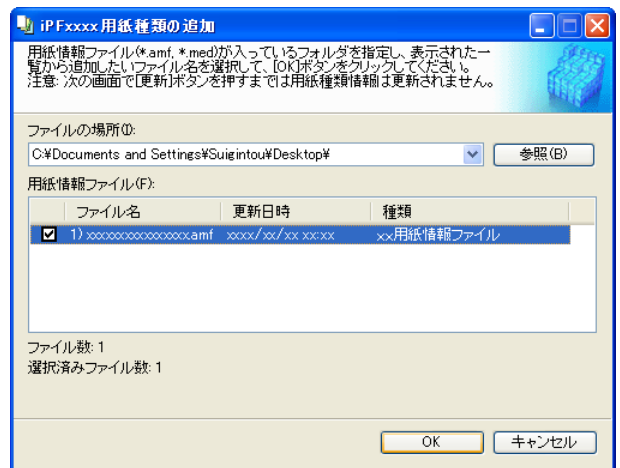 iPFxxxx 用紙種類の追加
用紙情報ファイル(*.amf, *.med)が入っているフォルダを指定し、表示された一
覧から追加したいファイル名を選択して、[OK]ボタンをクリックしてください。
注意: 次の画面で[更新]ボタンを押すまでは用紙種類情報は更新されません。
ファイルの場所(I):
C:¥Documents and Settings¥Suigintou¥Desktop¥
参照(B)
用紙情報ファイル(F):
ファイル名 更新日時 種類
1) xxxxxxxxxxxxxxx.amf xxxx/xx/xx xx:xx xx用紙情報ファイル
ファイル数: 1
選択済みファイル数: 1
OK キャンセル